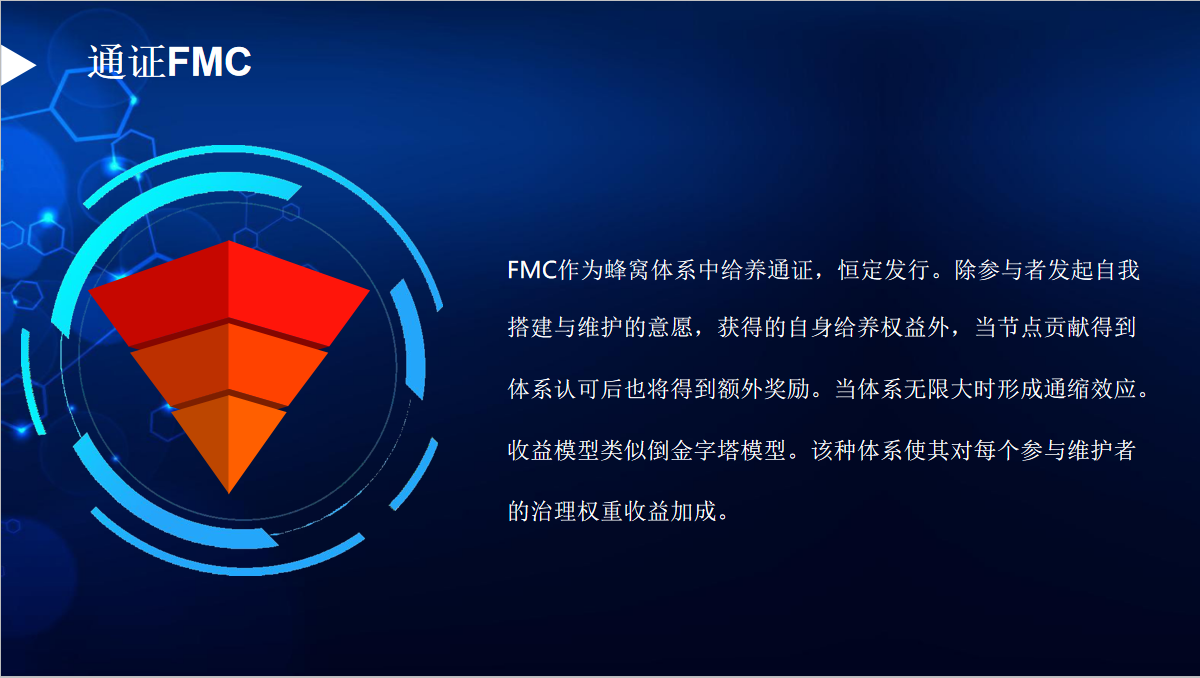 通证FMC
FMC作为蜂窝体系中给养通证，恒定发行。除参与者发起自我
搭建与维护的意愿，获得的自身给养权益外，当节点贡献得到
体系认可后也将得到额外奖励。当体系无限大时形成通缩效应。
收益模型类似倒金字塔模型。该种体系使其对每个参与维护者
的治理权重收益加成。